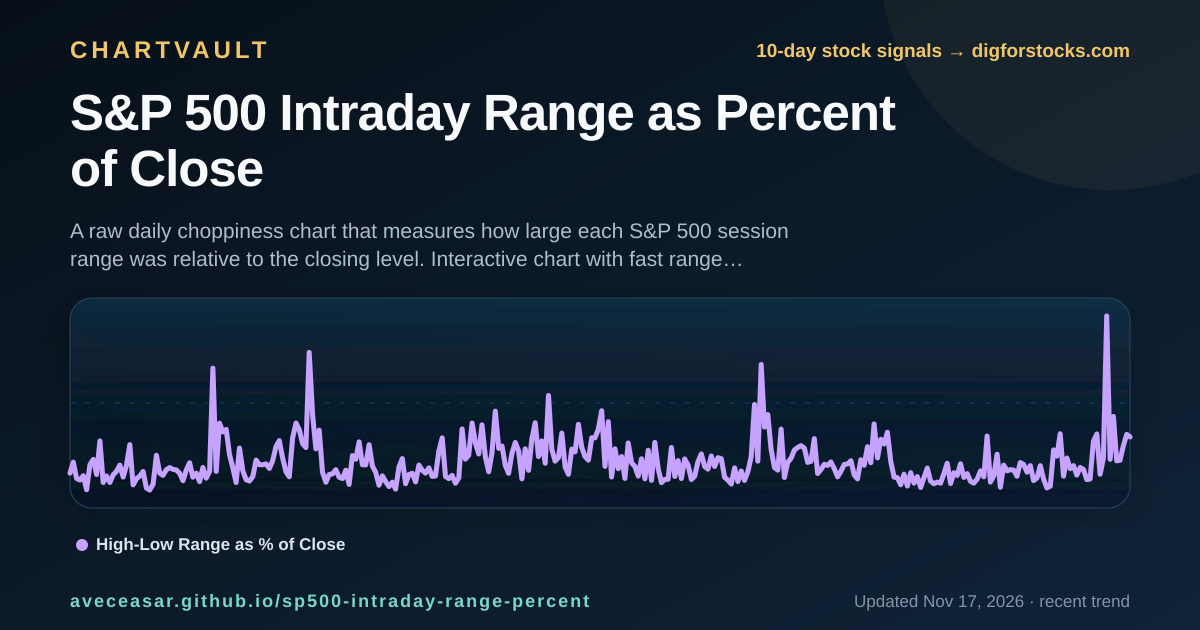 CHARTVAULT
10-day stock signals → digforstocks.com
S&P 500 Intraday Range as Percent
of Close
A raw daily choppiness chart that measures how large each S&P 500 session
range was relative to the closing level. Interactive chart with fast range…
High-Low Range as % of Close
aveceasar.github.io/sp500-intraday-range-percent
Updated Nov 17, 2026 · recent trend